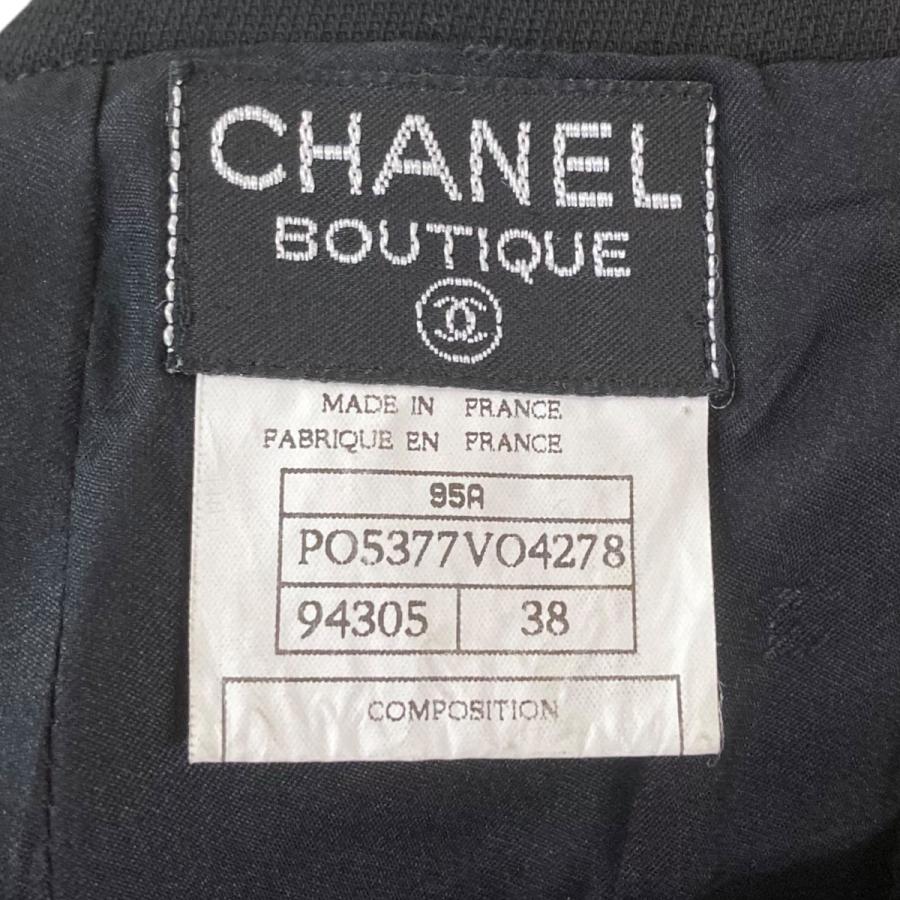 CHANEL
BOUTIQUE
MADE IN FRANCE
FABRIQUE EN FRANCE
95A
PO5377VO4278
94305 38
COMPOSITION